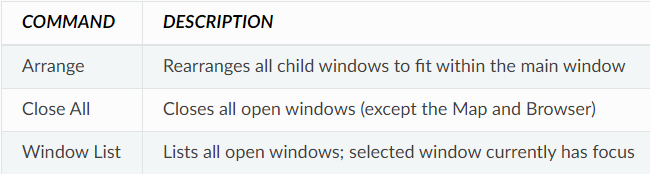 COMMAND DESCRIPTION
Arrange Rearranges all child windows to fit within the main window
Close All Closes all open windows (except the Map and Browser)
Window List Lists all open windows; selected window currently has focus